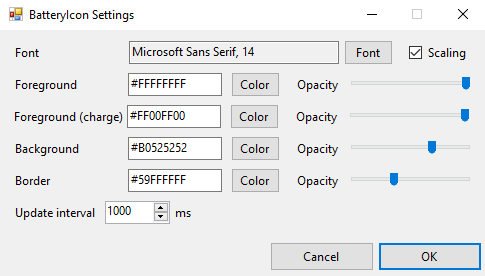 BatteryIcon Settings
Font Microsoft Sans Serif, 14 Font Scaling
Foreground #FFFFFFFF Color Opacity
Foreground (charge) #FF00FF00 Color Opacity
Background #B0525252 Color Opacity
Border #59FFFFFF Color Opacity
Update interval 1000 ms
Cancel OK